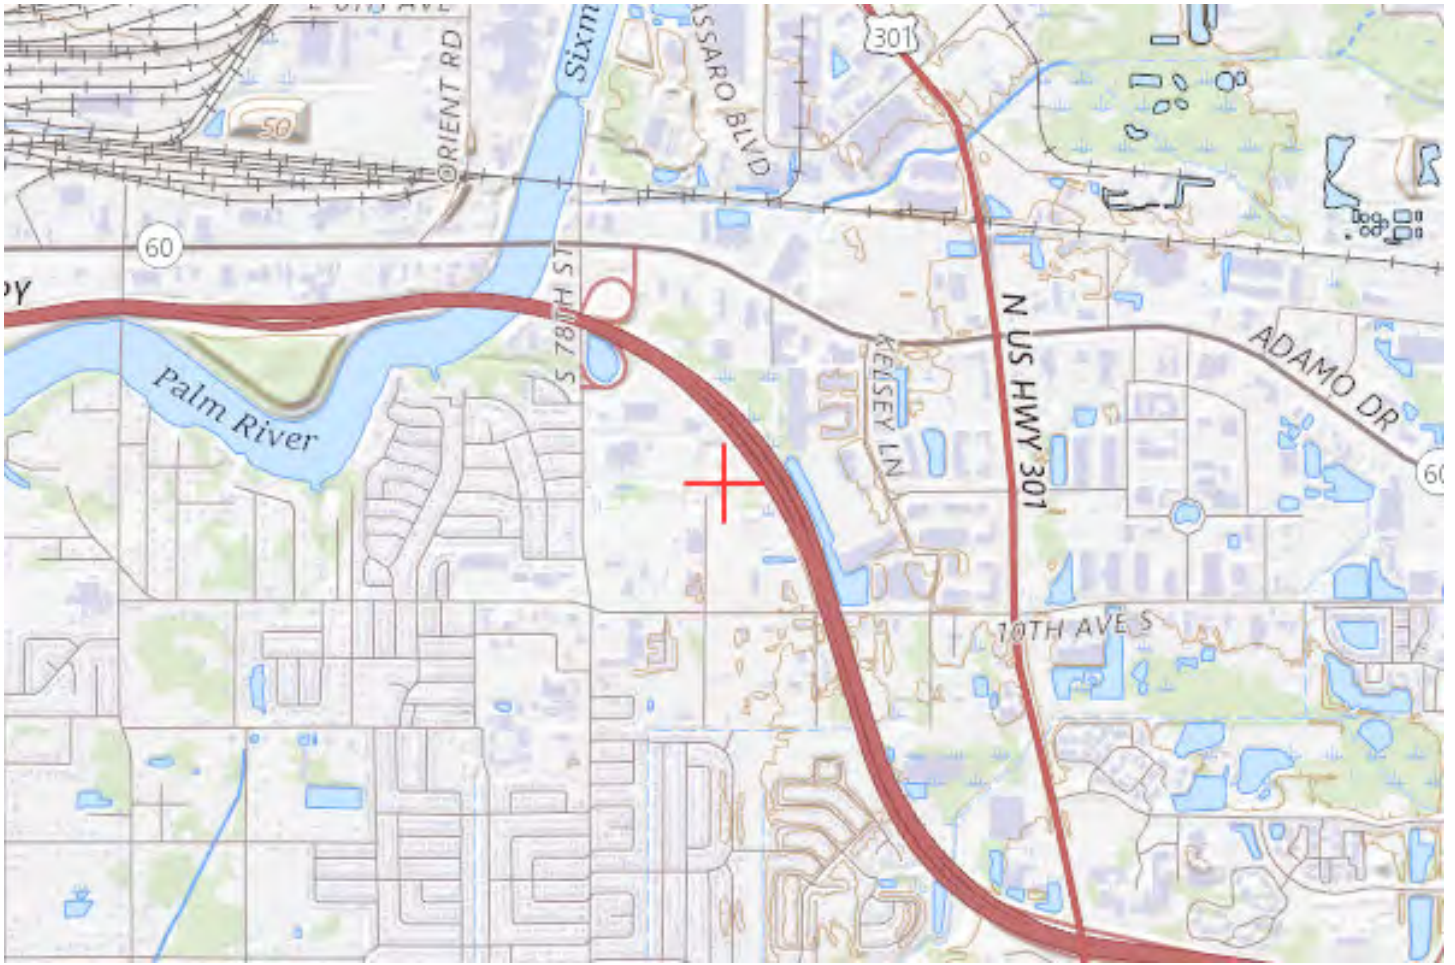 Sixm
ASSARO BLVD
301
ORIENT RD
50
60
S 78TH ST
Palm River
N US HWY 301
KELSEY LN
ADAMO DR
60
10TH AVE S